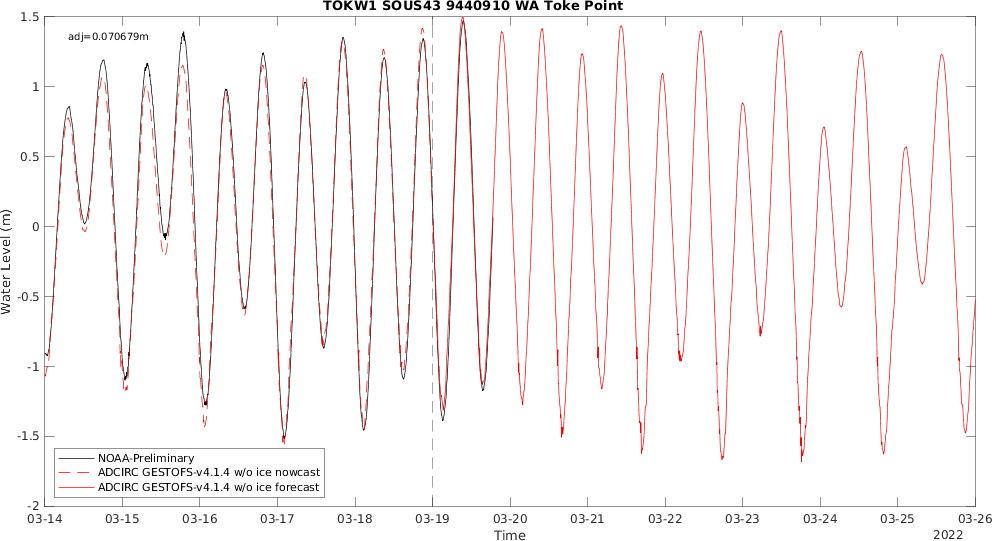 TOKW1 SOUS43 9440910 WA Toke Point
adj=0.070679m
1.5
1
0.5
0
-0.5
-1
-1.5
-2
Water Level (m)
NOAA-Preliminary
ADCIRC GESTOFS-v4.1.4 w/o ice nowcast
ADCIRC GESTOFS-v4.1.4 w/o ice forecast
03-14 03-15 03-16 03-17 03-18 03-19 03-20 03-21 03-22 03-23 03-24 03-25 03-26
Time
2022